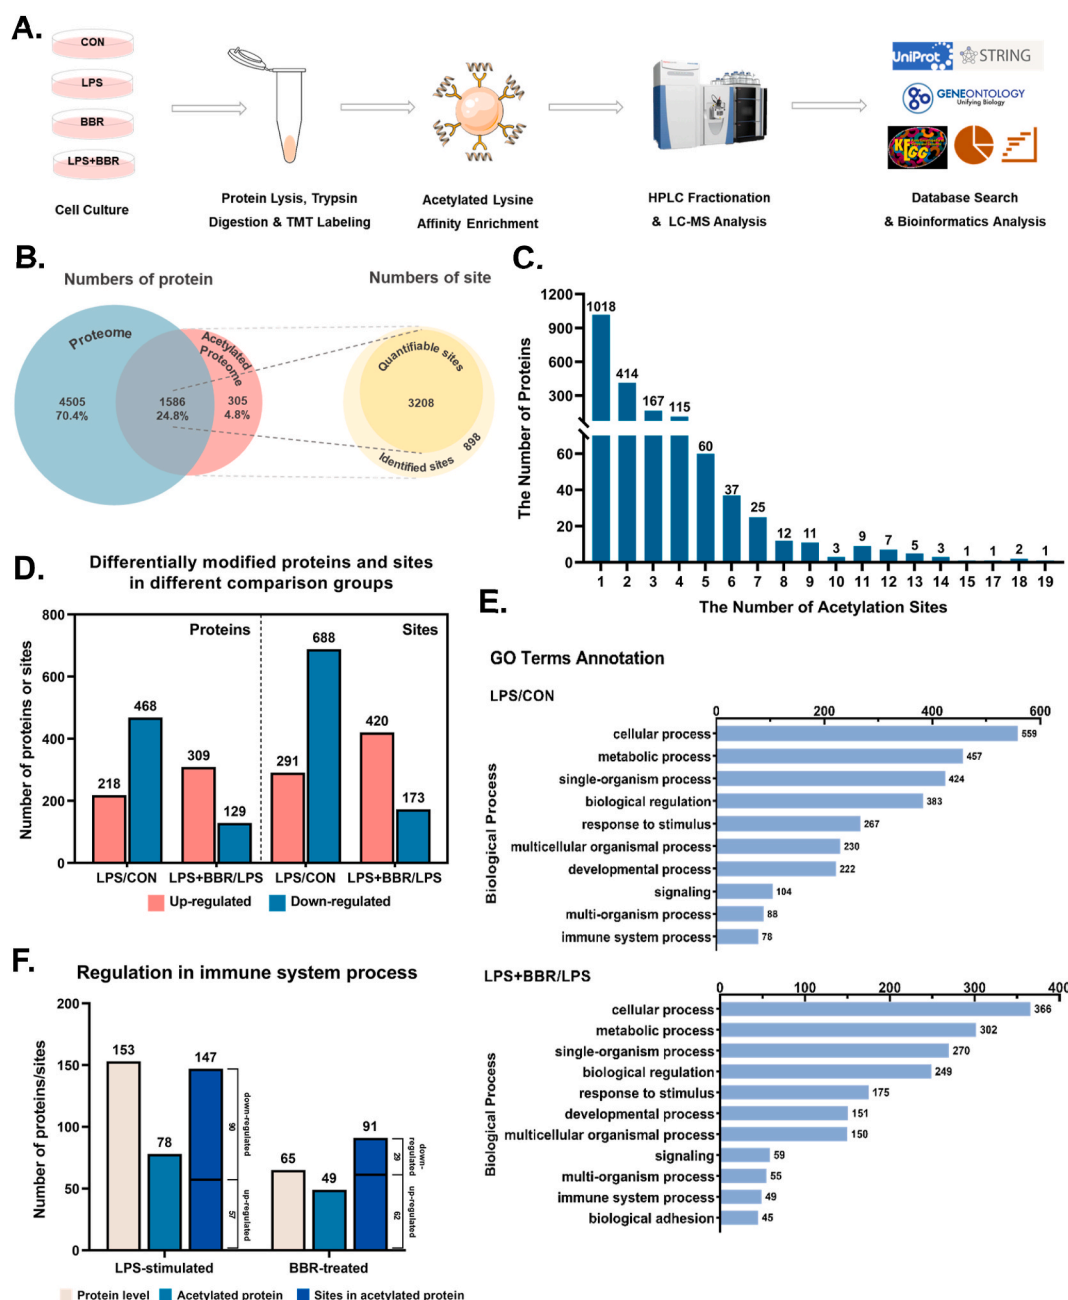 A.
CON
LPS
BBR
LPS+BBR
Cell Culture
Protein Lysis, Trypsin
Digestion & TMT Labeling
Acetylated Lysine
Affinity Enrichment
HPLC Fractionation
& LC-MS Analysis
UniProt
STRING
GENEONTOLOGY
Unifying Biology
KEGG
Database Search
& Bioinformatics Analysis
B.
Numbers of protein
Numbers of site
Proteome
Acetylated
Proteome
4505
70.4%
1586
24.8%
305
4.8%
Quantifiable sites
3208
Identified sites
898
C.
The Number of Proteins
1200
900
600
300
60
40
20
0
1018
414
167
115
60
37
25
12
11
3
9
7
5
3
1
1
2
1
1 2 3 4 5 6 7 8 9 10 11 12 13 14 15 17 18 19
The Number of Acetylation Sites
D.
Differentially modified proteins and sites
in different comparison groups
Number of proteins or sites
800
600
400
200
0
Proteins
Sites
218
468
309
129
291
688
420
173
LPS/CON LPS+BBR/LPS LPS/CON LPS+BBR/LPS
Up-regulated Down-regulated
E.
GO Terms Annotation
LPS/CON
0 200 400 600
Biological Process
cellular process 559
metabolic process 457
single-organism process 424
biological regulation 383
response to stimulus 267
multicellular organismal process 230
developmental process 222
signaling 104
multi-organism process 88
immune system process 78
LPS+BBR/LPS
0 100 200 300 400
Biological Process
cellular process 366
metabolic process 302
single-organism process 270
biological regulation 249
response to stimulus 175
developmental process 151
multicellular organismal process 150
signaling 59
multi-organism process 55
immune system process 49
biological adhesion 45
F.
Regulation in immune system process
Number of proteins/sites
200
150
100
50
0
153
78
147
down-regulated
90
up-regulated
57
65
49
91
down-
regulated
29
up-regulated
62
LPS-stimulated BBR-treated
Protein level Acetylated protein Sites in acetylated protein